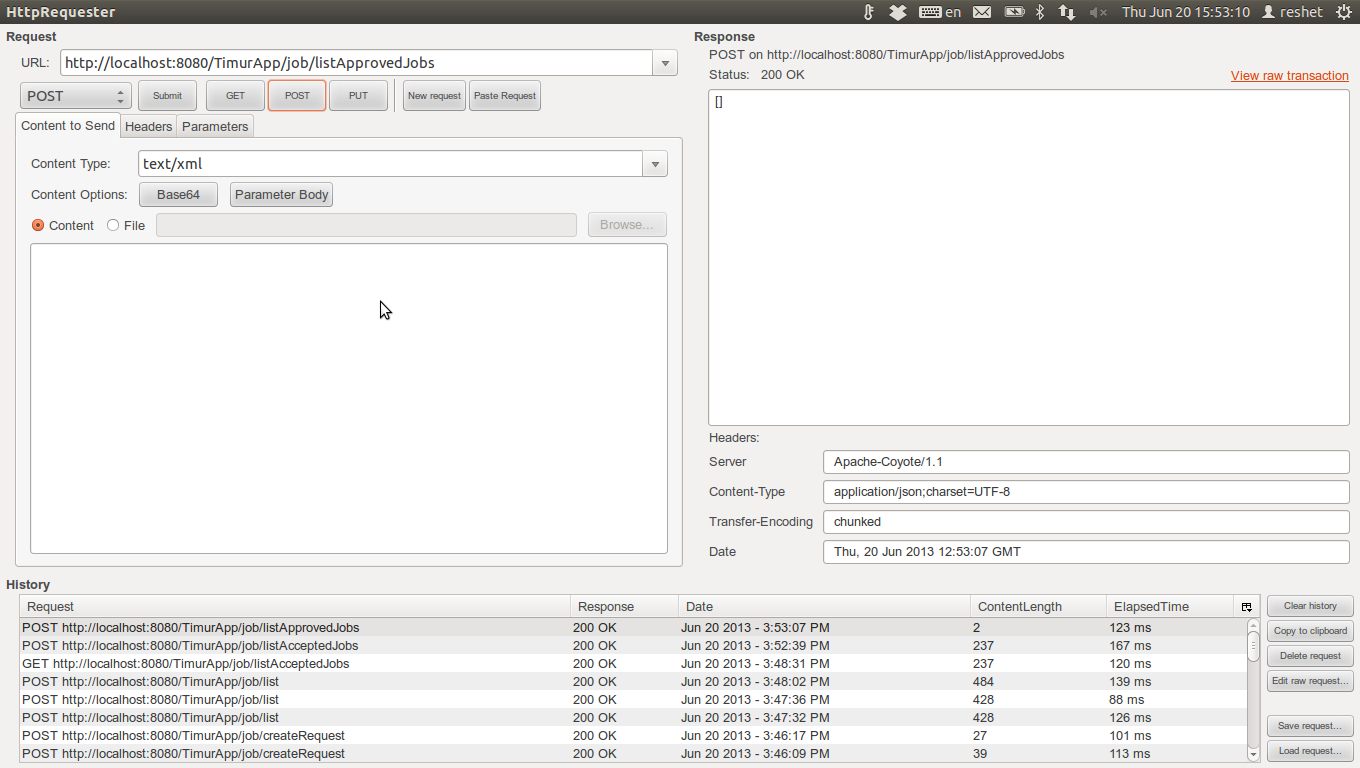 HttpRequester
en
Thu Jun 20 15:53:10
reshet
Request
URL:
http://localhost:8080/TimurApp/job/listApprovedJobs
POST
Submit
GET
POST
PUT
New request
Paste Request
Content to Send
Headers
Parameters
Content Type:
text/xml
Content Options:
Base64
Parameter Body
Content
File
Browse...
Response
POST on http://localhost:8080/TimurApp/job/listApprovedJobs
Status: 200 OK
View raw transaction
[]
Headers:
Server Apache-Coyote/1.1
Content-Type application/json;charset=UTF-8
Transfer-Encoding chunked
Date Thu, 20 Jun 2013 12:53:07 GMT
History
Request Response Date ContentLength ElapsedTime
POST http://localhost:8080/TimurApp/job/listApprovedJobs 200 OK Jun 20 2013 - 3:53:07 PM 2 123 ms
POST http://localhost:8080/TimurApp/job/listAcceptedJobs 200 OK Jun 20 2013 - 3:52:39 PM 237 167 ms
GET http://localhost:8080/TimurApp/job/listAcceptedJobs 200 OK Jun 20 2013 - 3:48:31 PM 237 120 ms
POST http://localhost:8080/TimurApp/job/list 200 OK Jun 20 2013 - 3:48:02 PM 484 139 ms
POST http://localhost:8080/TimurApp/job/list 200 OK Jun 20 2013 - 3:47:36 PM 428 88 ms
POST http://localhost:8080/TimurApp/job/list 200 OK Jun 20 2013 - 3:47:32 PM 428 126 ms
POST http://localhost:8080/TimurApp/job/createRequest 200 OK Jun 20 2013 - 3:46:17 PM 27 101 ms
POST http://localhost:8080/TimurApp/job/createRequest 200 OK Jun 20 2013 - 3:46:09 PM 39 113 ms
Clear history
Copy to clipboard
Delete request
Edit raw request...
Save request...
Load request...